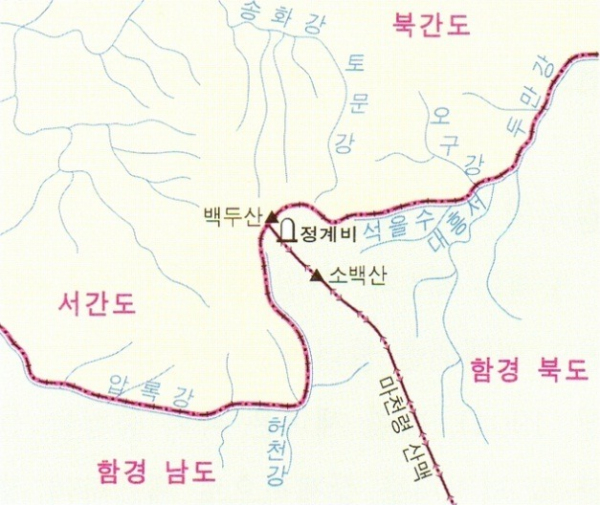 송화강
북간도
토문강
두만강
오구강
백두산
정계비
석을수
대홍서
소백산
서간도
함경 북도
압록강
마천령 산맥
허천강
함경 남도